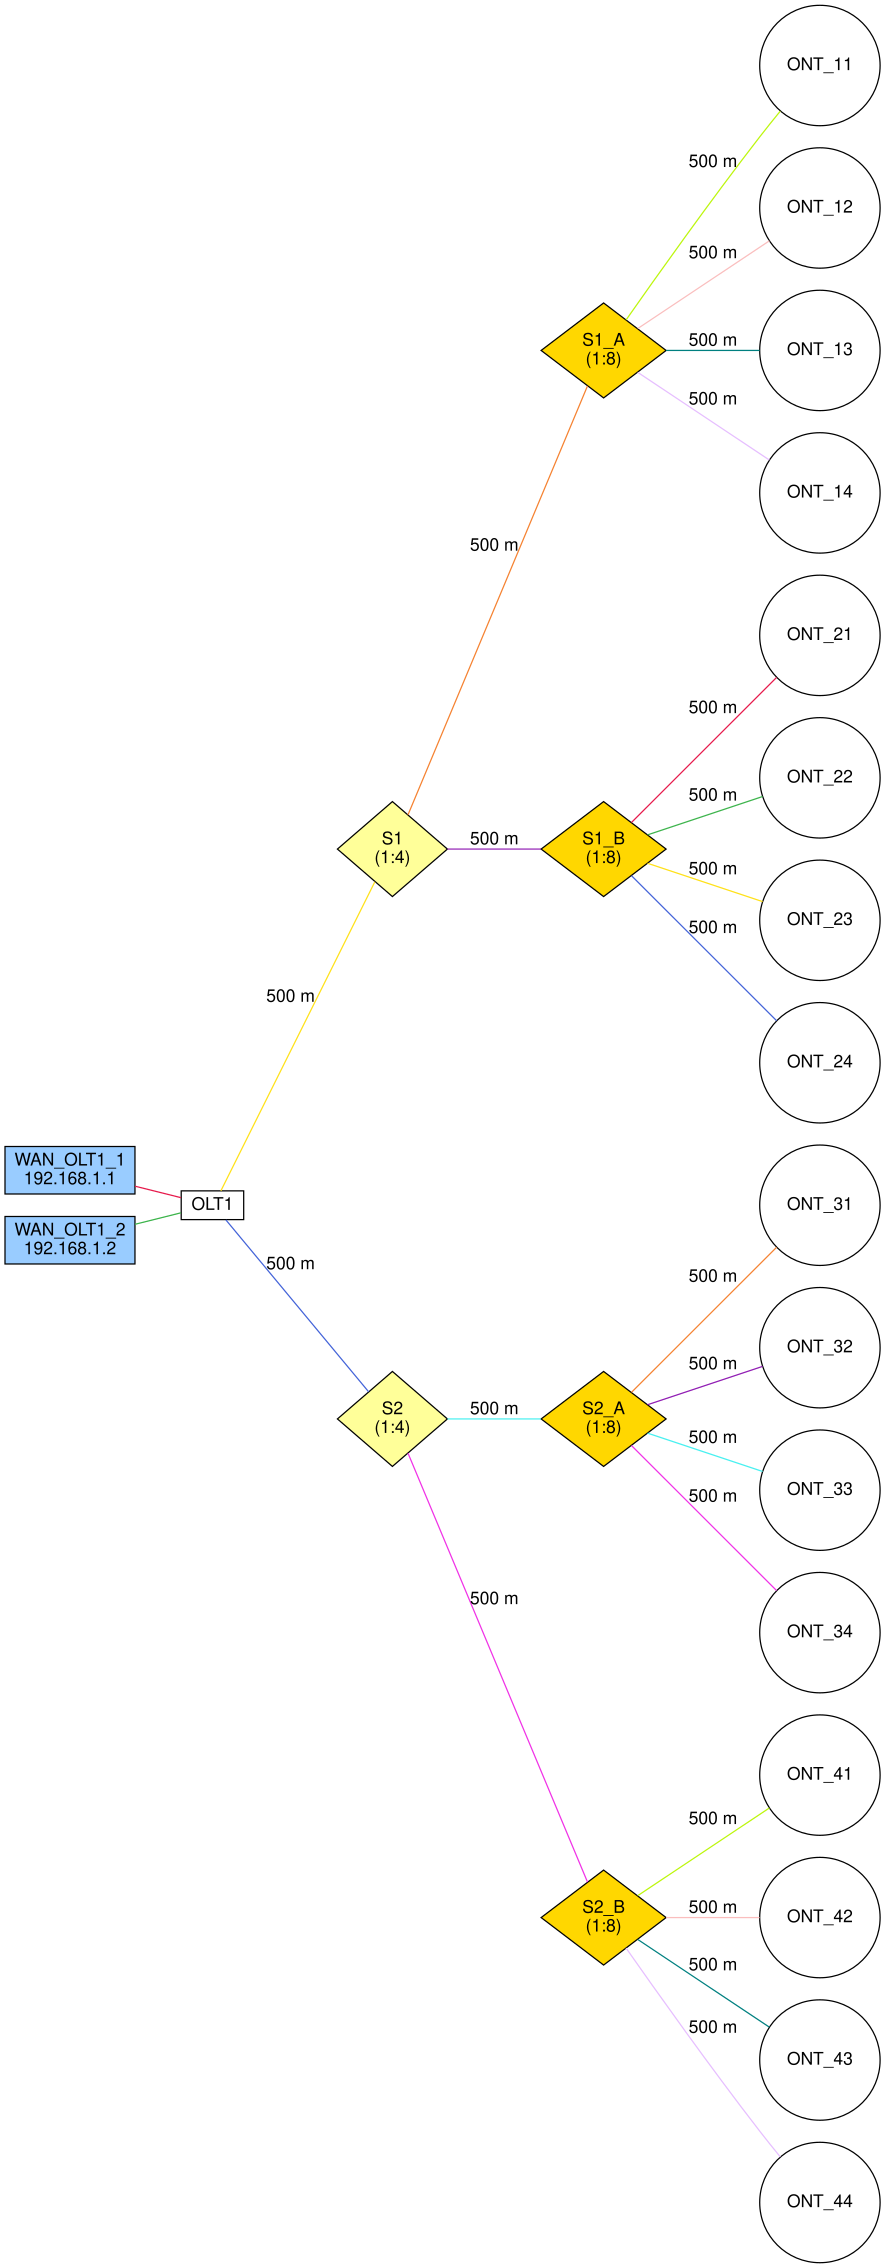 ONT_11
500 m
ONT_12
500 m
S1_A
(1:8)
500 m
ONT_13
500 m
ONT_14
500 m
ONT_21
500 m
ONT_22
500 m
S1
(1:4)
500 m
S1_B
(1:8)
500 m
ONT_23
500 m
500 m
ONT_24
WAN_OLT1_1
192.168.1.1
OLT1
WAN_OLT1_2
192.168.1.2
500 m
ONT_31
500 m
ONT_32
500 m
S2
(1:4)
500 m
S2_A
(1:8)
500 m
ONT_33
500 m
ONT_34
500 m
ONT_41
500 m
S2_B
(1:8)
500 m
ONT_42
500 m
ONT_43
500 m
ONT_44